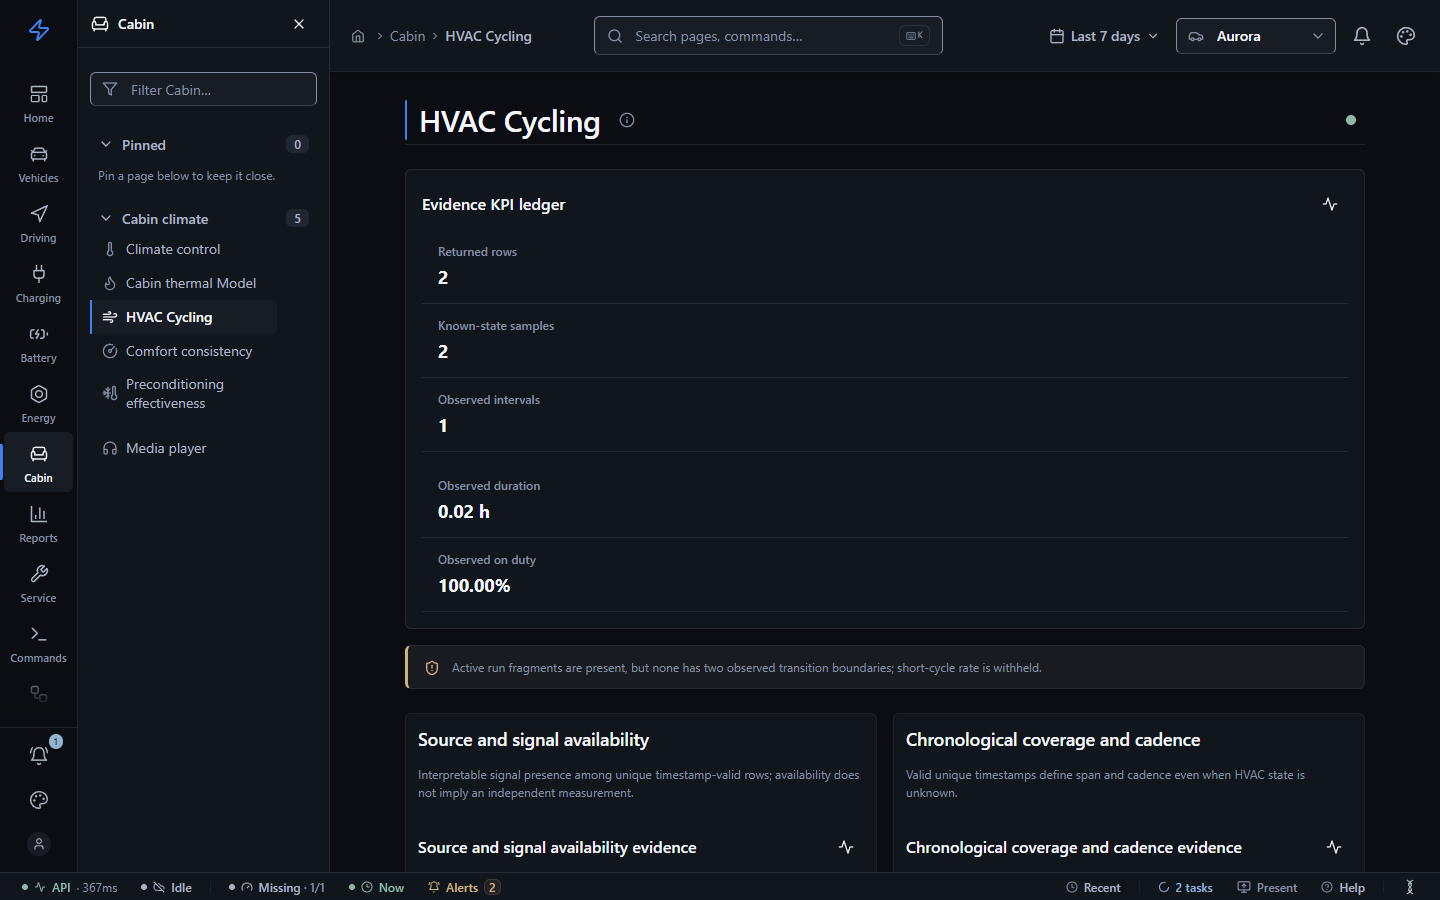 Cabin
Cabin
HVAC Cycling
Search pages, commands...
K
Last 7 days
Aurora
Home
Vehicles
Driving
Charging
Battery
Energy
Cabin
Reports
Service
Commands
1
Filter Cabin...
Pinned
0
Pin a page below to keep it close.
Cabin climate
5
Climate control
Cabin thermal Model
HVAC Cycling
Comfort consistency
Preconditioning
effectiveness
Media player
HVAC Cycling
Evidence KPI ledger
Returned rows
2
Known-state samples
2
Observed intervals
1
Observed duration
0.02 h
Observed on duty
100.00%
Active run fragments are present, but none has two observed transition boundaries; short-cycle rate is withheld.
Source and signal availability
Interpretable signal presence among unique timestamp-valid rows; availability does
not imply an independent measurement.
Source and signal availability evidence
Chronological coverage and cadence
Valid unique timestamps define span and cadence even when HVAC state is
unknown.
Chronological coverage and cadence evidence
API · 367ms
Idle
Missing · 1/1
Now
Alerts 2
Recent
2 tasks
Present
Help